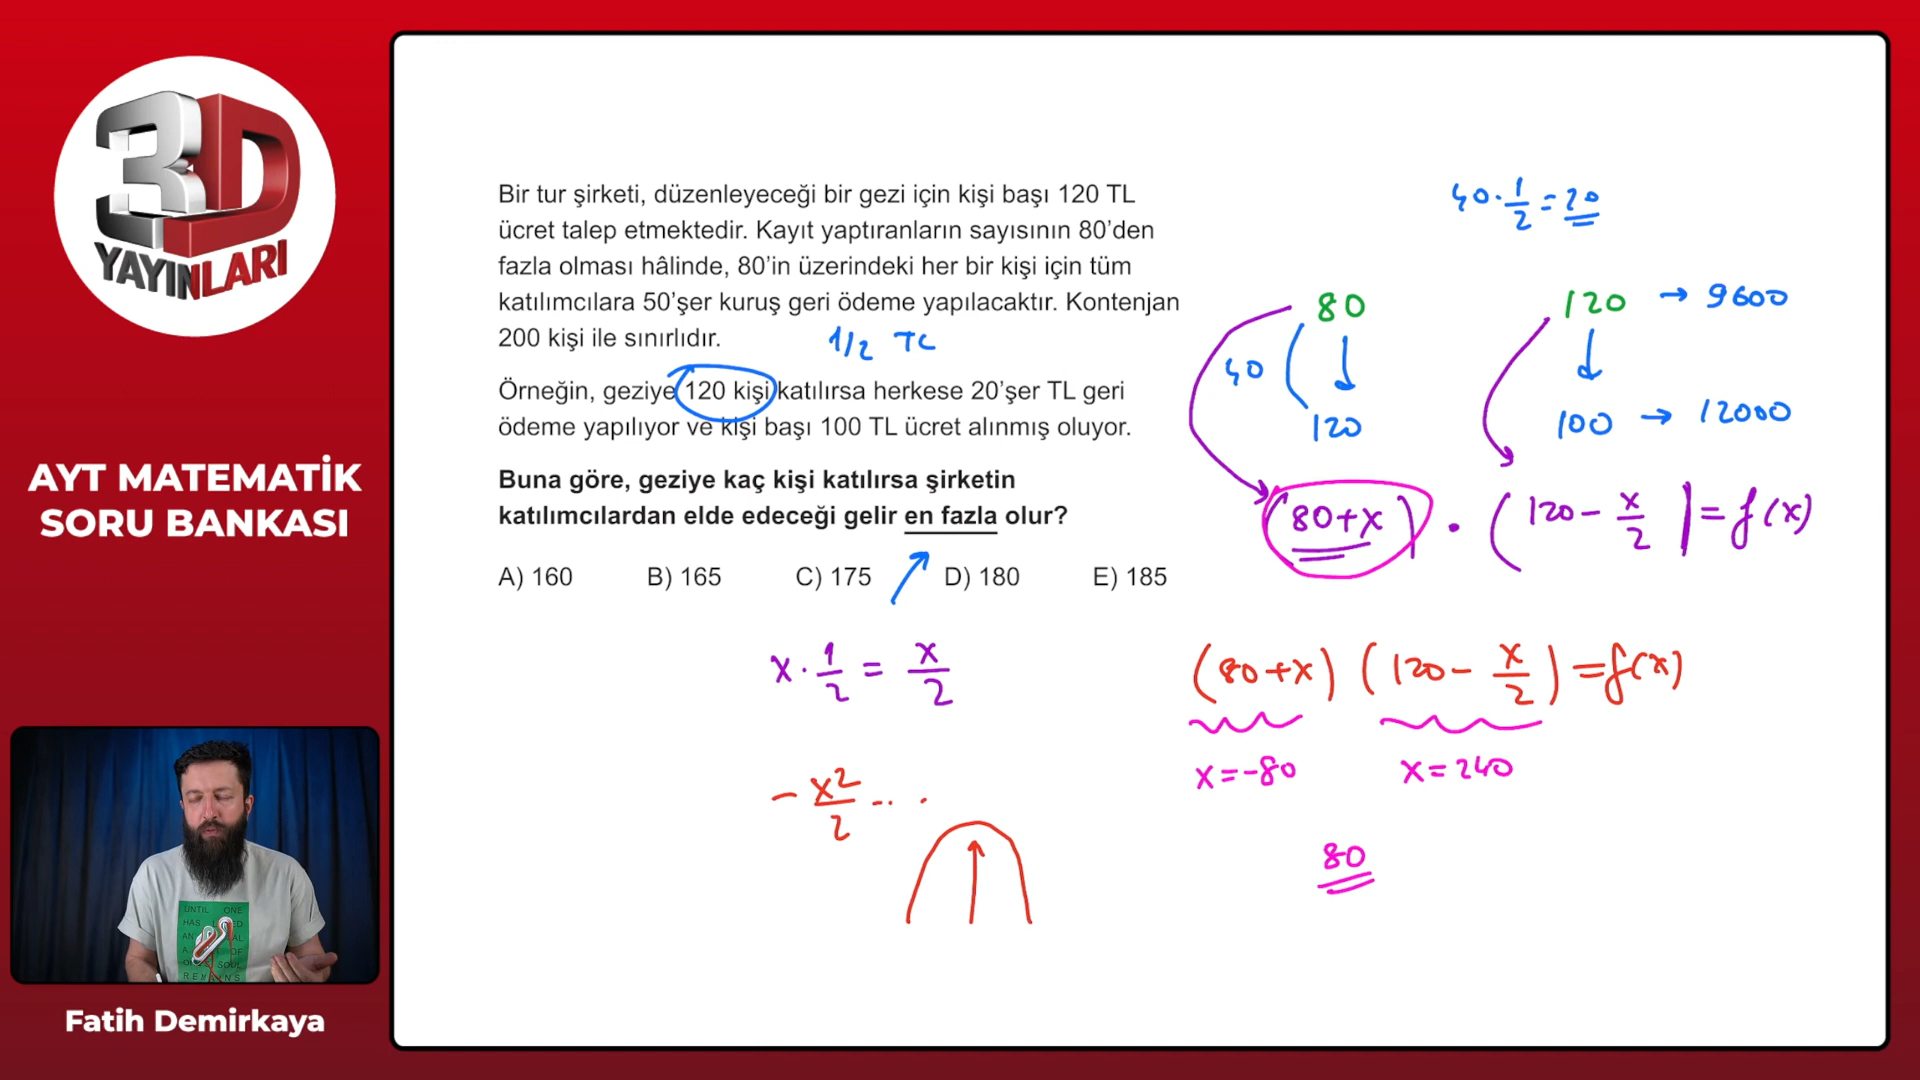 3D
YAYINLARI
AYT MATEMATİK
SORU BANKASI
Fatih Demirkaya
Bir tur şirketi, düzenleyeceği bir gezi için kişi başı 120 TL
ücret talep etmektedir. Kayıt yaptıranların sayısının 80’den
fazla olması hâlinde, 80’in üzerindeki her bir kişi için tüm
katılımcılara 50’şer kuruş geri ödeme yapılacaktır. Kontenjan
200 kişi ile sınırlıdır.
1/2 TL
Örneğin, geziye 120 kişi katılırsa herkese 20’şer TL geri
ödeme yapılıyor ve kişi başı 100 TL ücret alınmış oluyor.
Buna göre, geziye kaç kişi katılırsa şirketin
katılımcılardan elde edeceği gelir en fazla olur?
A) 160 B) 165 C) 175 D) 180 E) 185
x · 1/2 = x/2
- x²/2 ...
40 · 1/2 = 20
80 120 → 9600
40
120 100 → 12000
(80+x) · (120 - x/2) = f(x)
(80+x) (120 - x/2) = f(x)
x = -80 x = 240
80
UNTIL ONE